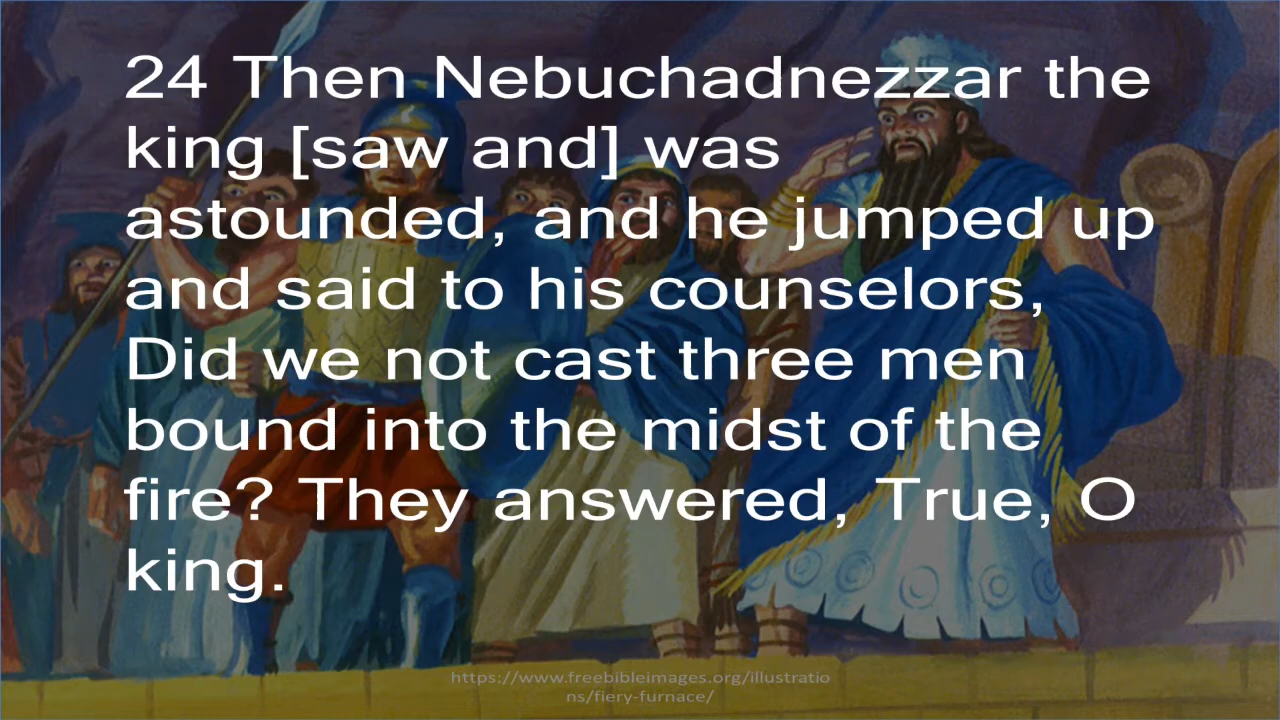 24 Then Nebuchadnezzar the
king [saw and] was
astounded, and he jumped up
and said to his counselors,
Did we not cast three men
bound into the midst of the
fire? They answered, True, O
king.
https://www.freebibleimages.org/illustratio
ns/fiery-furnace/